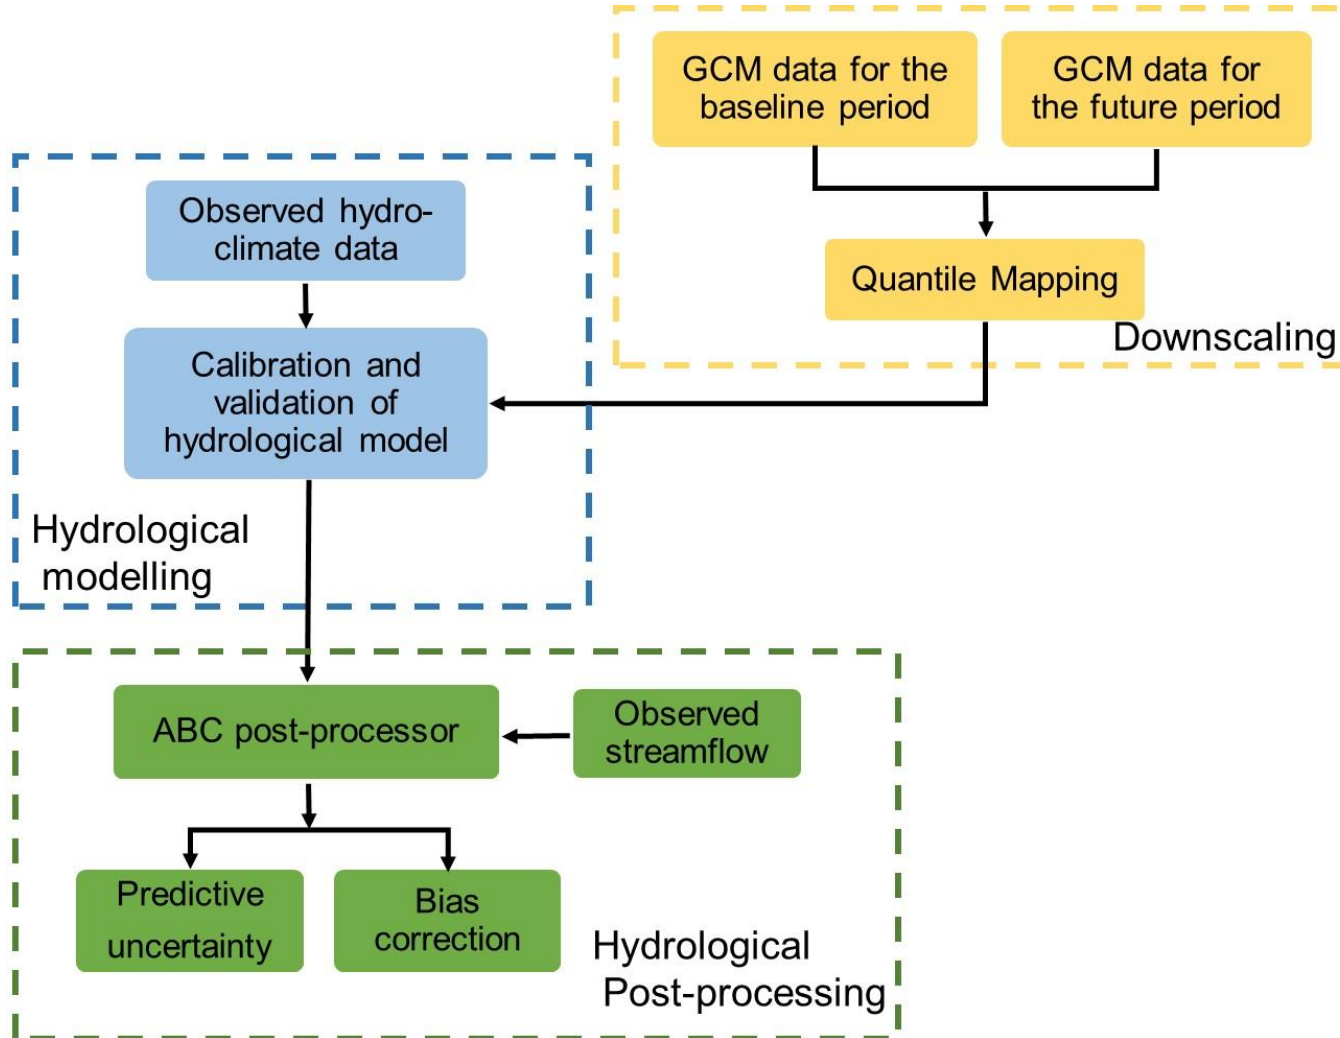 GCM data for the
baseline period
GCM data for
the future period
Quantile Mapping
Downscaling
Observed hydro-
climate data
Calibration and
validation of
hydrological model
Hydrological
modelling
ABC post-processor
Observed
streamflow
Predictive
uncertainty
Bias
correction
Hydrological
Post-processing